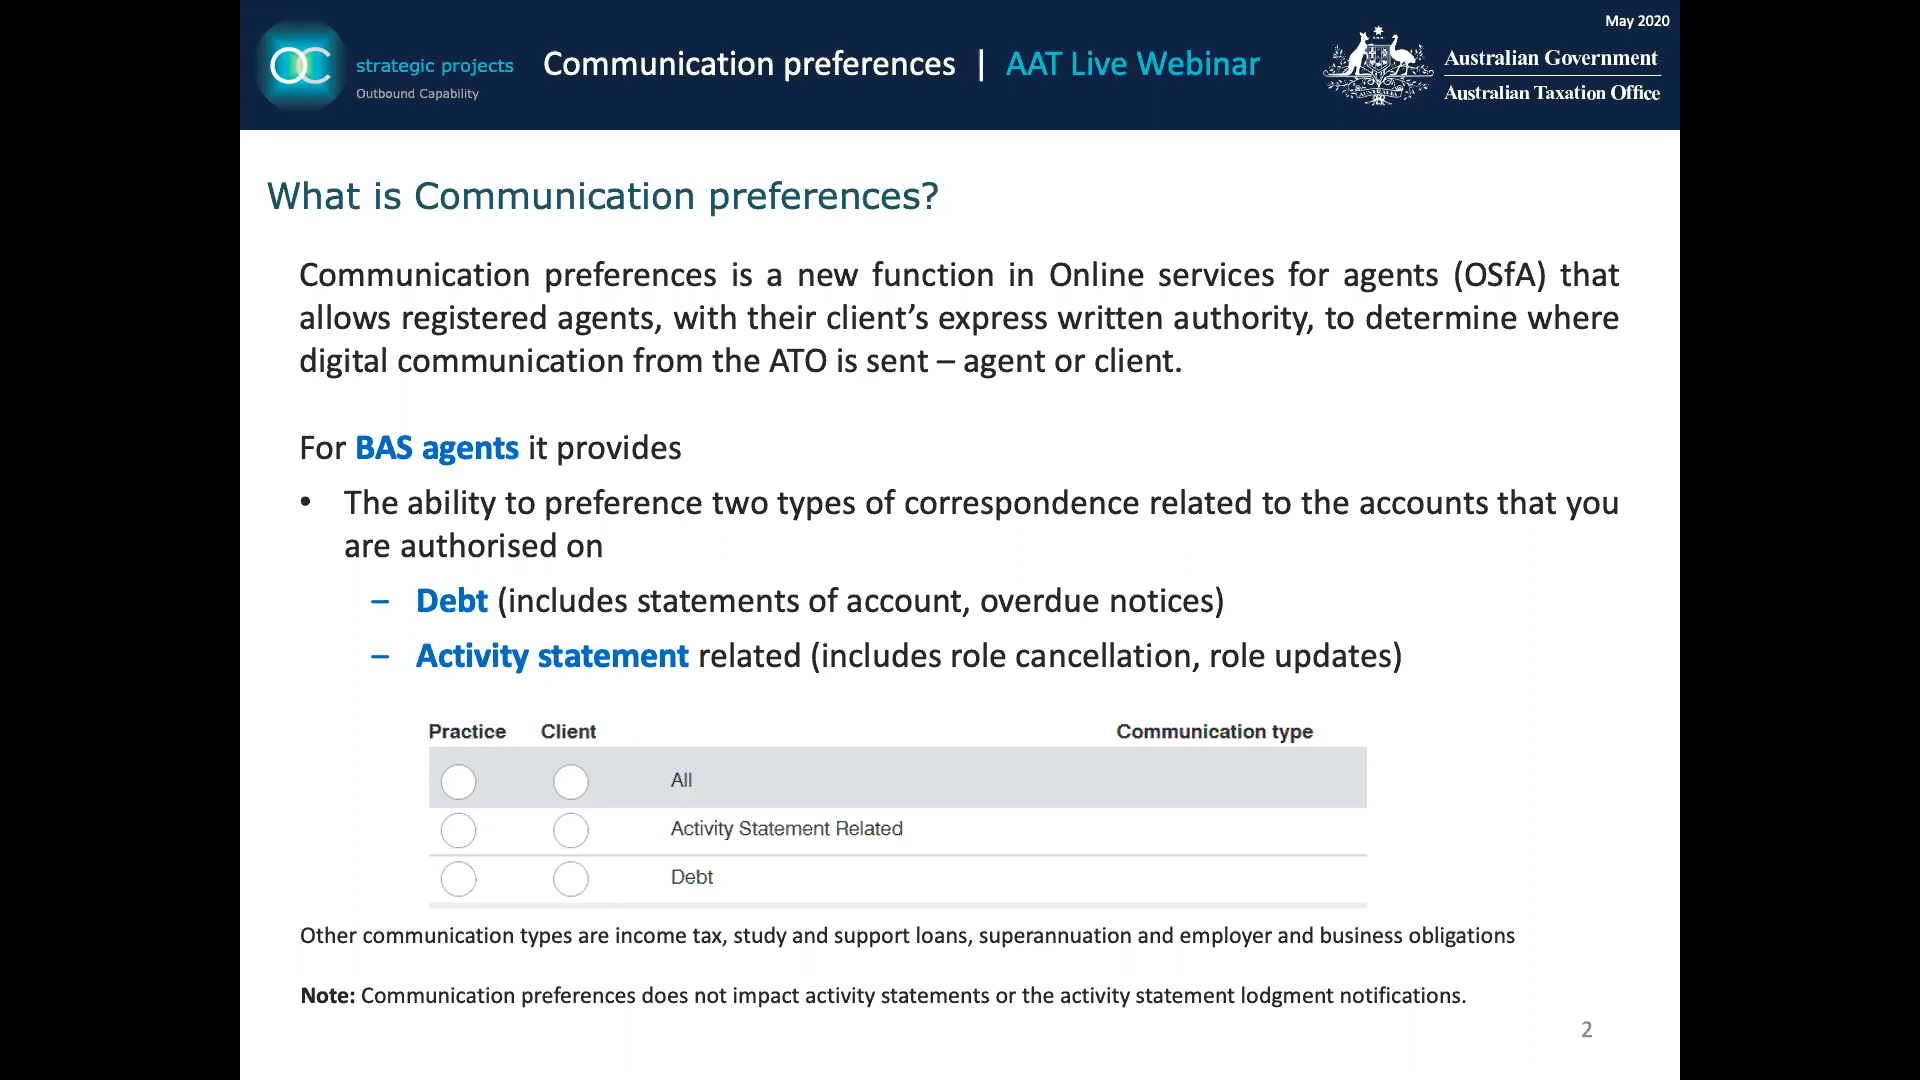 May 2020
OC strategic projects
Outbound Capability
Communication preferences | AAT Live Webinar
Australian Government
Australian Taxation Office
What is Communication preferences?
Communication preferences is a new function in Online services for agents (OSfA) that
allows registered agents, with their client’s express written authority, to determine where
digital communication from the ATO is sent – agent or client.
For BAS agents it provides
• The ability to preference two types of correspondence related to the accounts that you
are authorised on
– Debt (includes statements of account, overdue notices)
– Activity statement related (includes role cancellation, role updates)
Practice Client Communication type
All
Activity Statement Related
Debt
Other communication types are income tax, study and support loans, superannuation and employer and business obligations
Note: Communication preferences does not impact activity statements or the activity statement lodgment notifications.
2